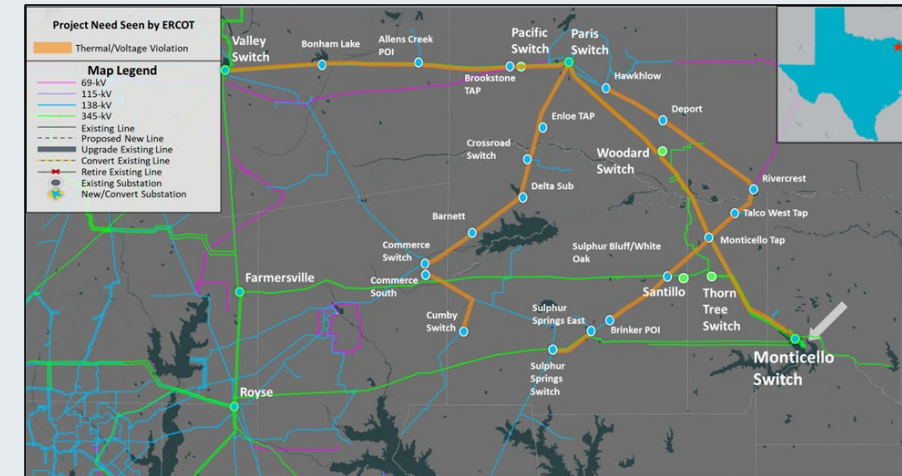 Project Need Seen by ERCOT
Thermal/Voltage Violation
Map Legend
69-kV
115-kV
138-kV
345-kV
Existing Line
Proposed New Line
Upgrade Existing Line
Convert Existing Line
Retire Existing Line
Existing Substation
New/Convert Substation
Valley
Switch
Bonham Lake
Allens Creek
POI
Pacific
Switch
Paris
Switch
Brookstone
TAP
Hawkhlow
Enloe TAP
Deport
Crossroad
Switch
Woodard
Switch
Rivercrest
Delta Sub
Talco West Tap
Barnett
Monticello Tap
Commerce
Switch
Sulphur Bluff/White
Oak
Commerce
South
Farmersville
Santillo
Thorn
Tree
Switch
Cumby
Switch
Sulphur
Springs East
Brinker POI
Monticello
Switch
Sulphur
Springs
Switch
Royse